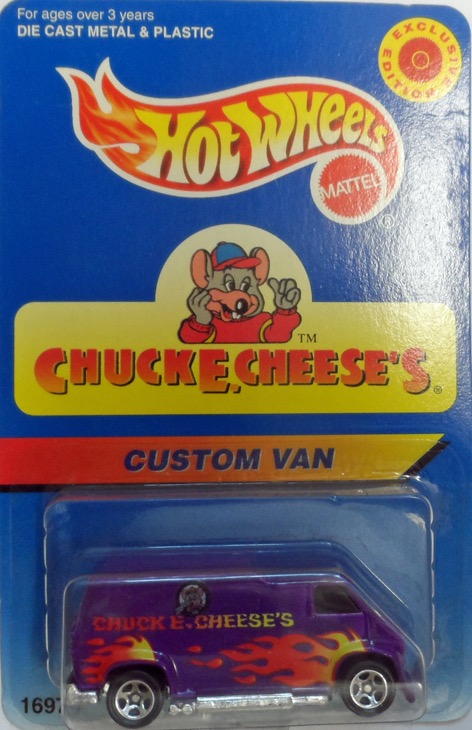 For ages over 3 years
DIE CAST METAL & PLASTIC
EXCLUSIVE
EDITION
HOT WHEELS
MATTEL
®
TM
CHUCK E. CHEESE'S ®
CUSTOM VAN
CHUCK E. CHEESE'S